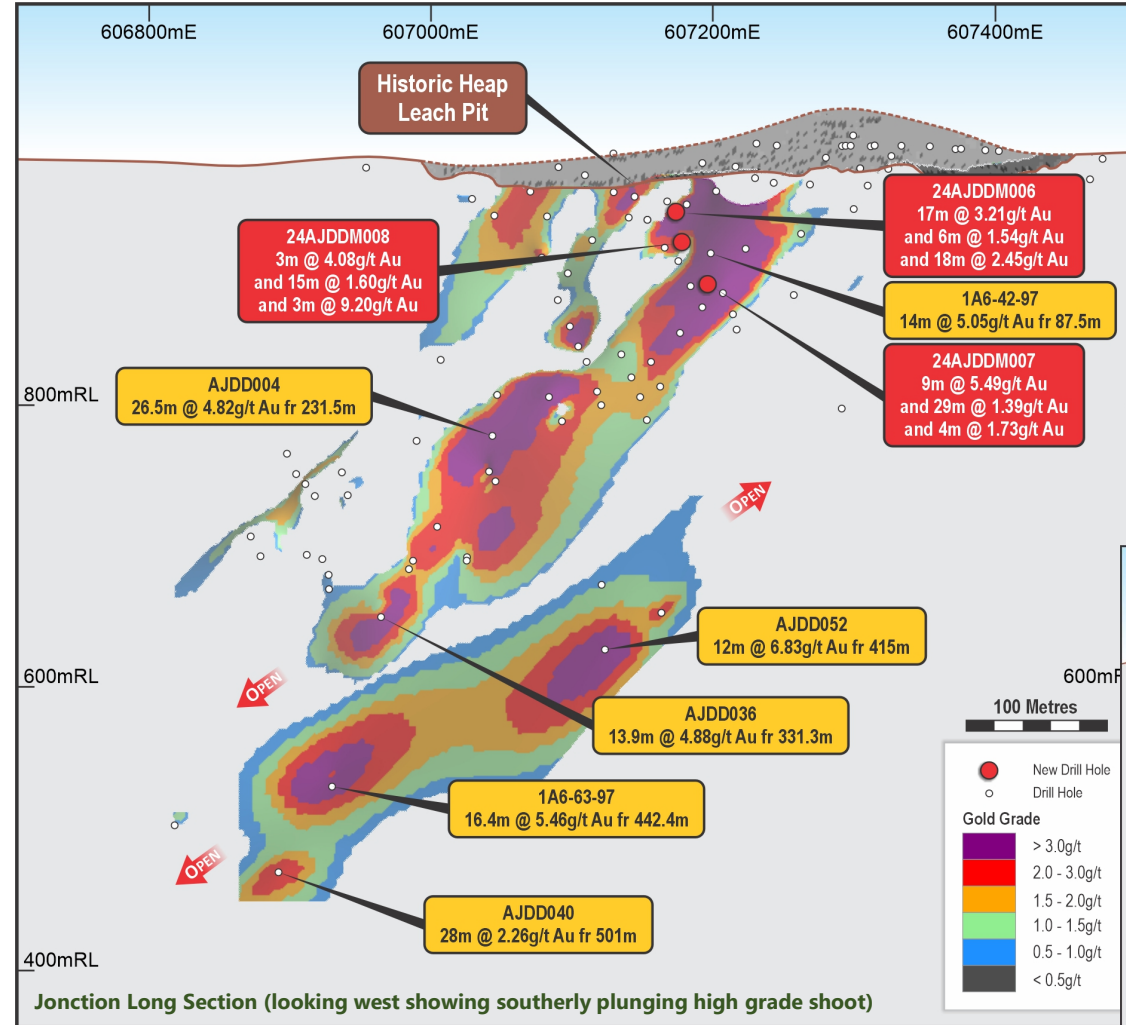 606800mE
607000mE
607200mE
607400mE
Historic Heap
Leach Pit
24AJDDM006
17m @ 3.21g/t Au
and 6m @ 1.54g/t Au
and 18m @ 2.45g/t Au
24AJDDM008
3m @ 4.08g/t Au
and 15m @ 1.60g/t Au
and 3m @ 9.20g/t Au
1A6-42-97
14m @ 5.05g/t Au fr 87.5m
24AJDDM007
9m @ 5.49g/t Au
and 29m @ 1.39g/t Au
and 4m @ 1.73g/t Au
800mRL
AJDD004
26.5m @ 4.82g/t Au fr 231.5m
OPEN
AJDD052
12m @ 6.83g/t Au fr 415m
600mRL
600mR
OPEN
AJDD036
13.9m @ 4.88g/t Au fr 331.3m
100 Metres
1A6-63-97
16.4m @ 5.46g/t Au fr 442.4m
OPEN
AJDD040
28m @ 2.26g/t Au fr 501m
New Drill Hole
Drill Hole
Gold Grade
> 3.0g/t
2.0 - 3.0g/t
1.5 - 2.0g/t
1.0 - 1.5g/t
0.5 - 1.0g/t
< 0.5g/t
400mRL
Jonction Long Section (looking west showing southerly plunging high grade shoot)